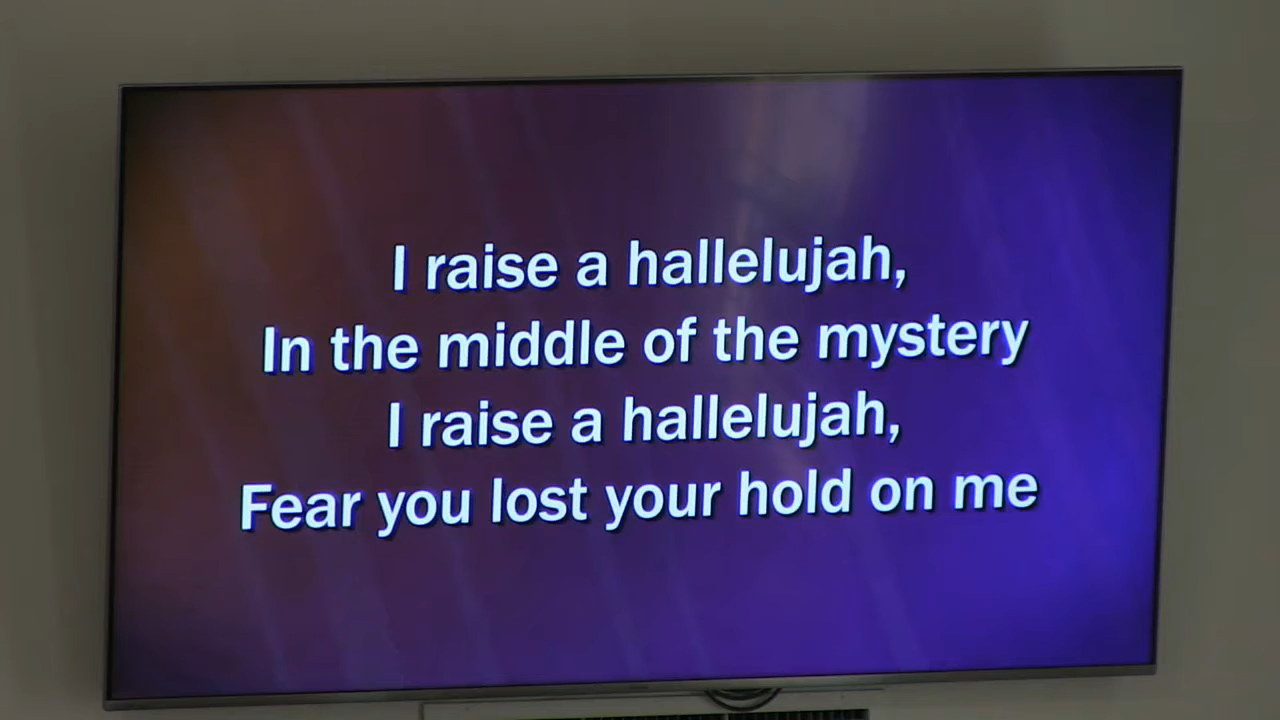 I raise a hallelujah,
In the middle of the mystery
I raise a hallelujah,
Fear you lost your hold on me